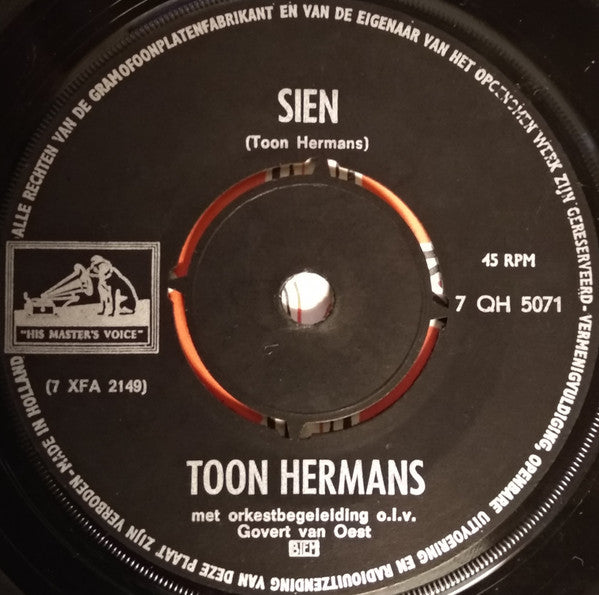 ALLE RECHTEN VAN DE GRAMOFOONPLATENFABRIKANT EN VAN DE EIGENAAR VAN HET OPGENOMEN WERK ZIJN GERESERVEERD - VERMENIGVULDIGING, OPENBARE UITVOERING EN RADIOUITZENDING VAN DEZE PLAAT ZIJN VERBODEN - MADE IN HOLLAND
SIEN
(Toon Hermans)
"HIS MASTER'S VOICE"
45 RPM
7 QH 5071
(7 XFA 2149)
TOON HERMANS
met orkestbegeleiding o.l.v.
Govert van Oest
BIEM